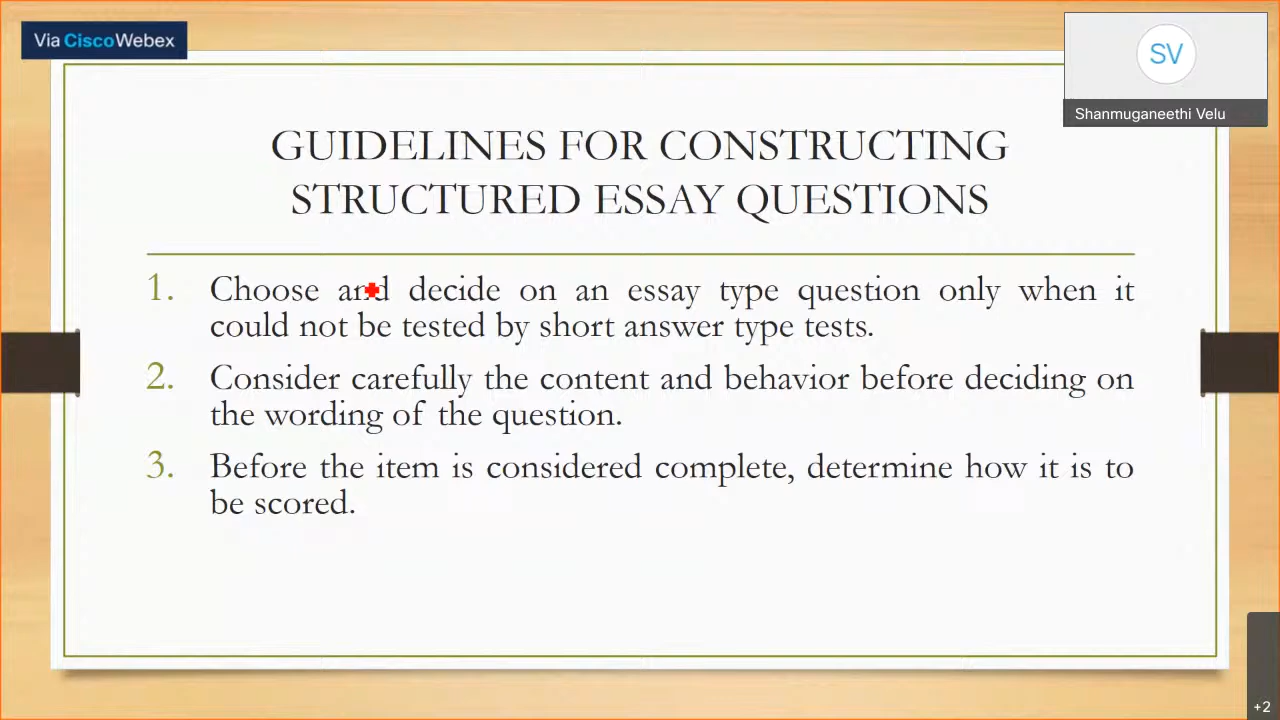 Via CiscoWebex
SV
Shanmuganeethi Velu
GUIDELINES FOR CONSTRUCTING
STRUCTURED ESSAY QUESTIONS
1. Choose and decide on an essay type question only when it
could not be tested by short answer type tests.
2. Consider carefully the content and behavior before deciding on
the wording of the question.
3. Before the item is considered complete, determine how it is to
be scored.
+2